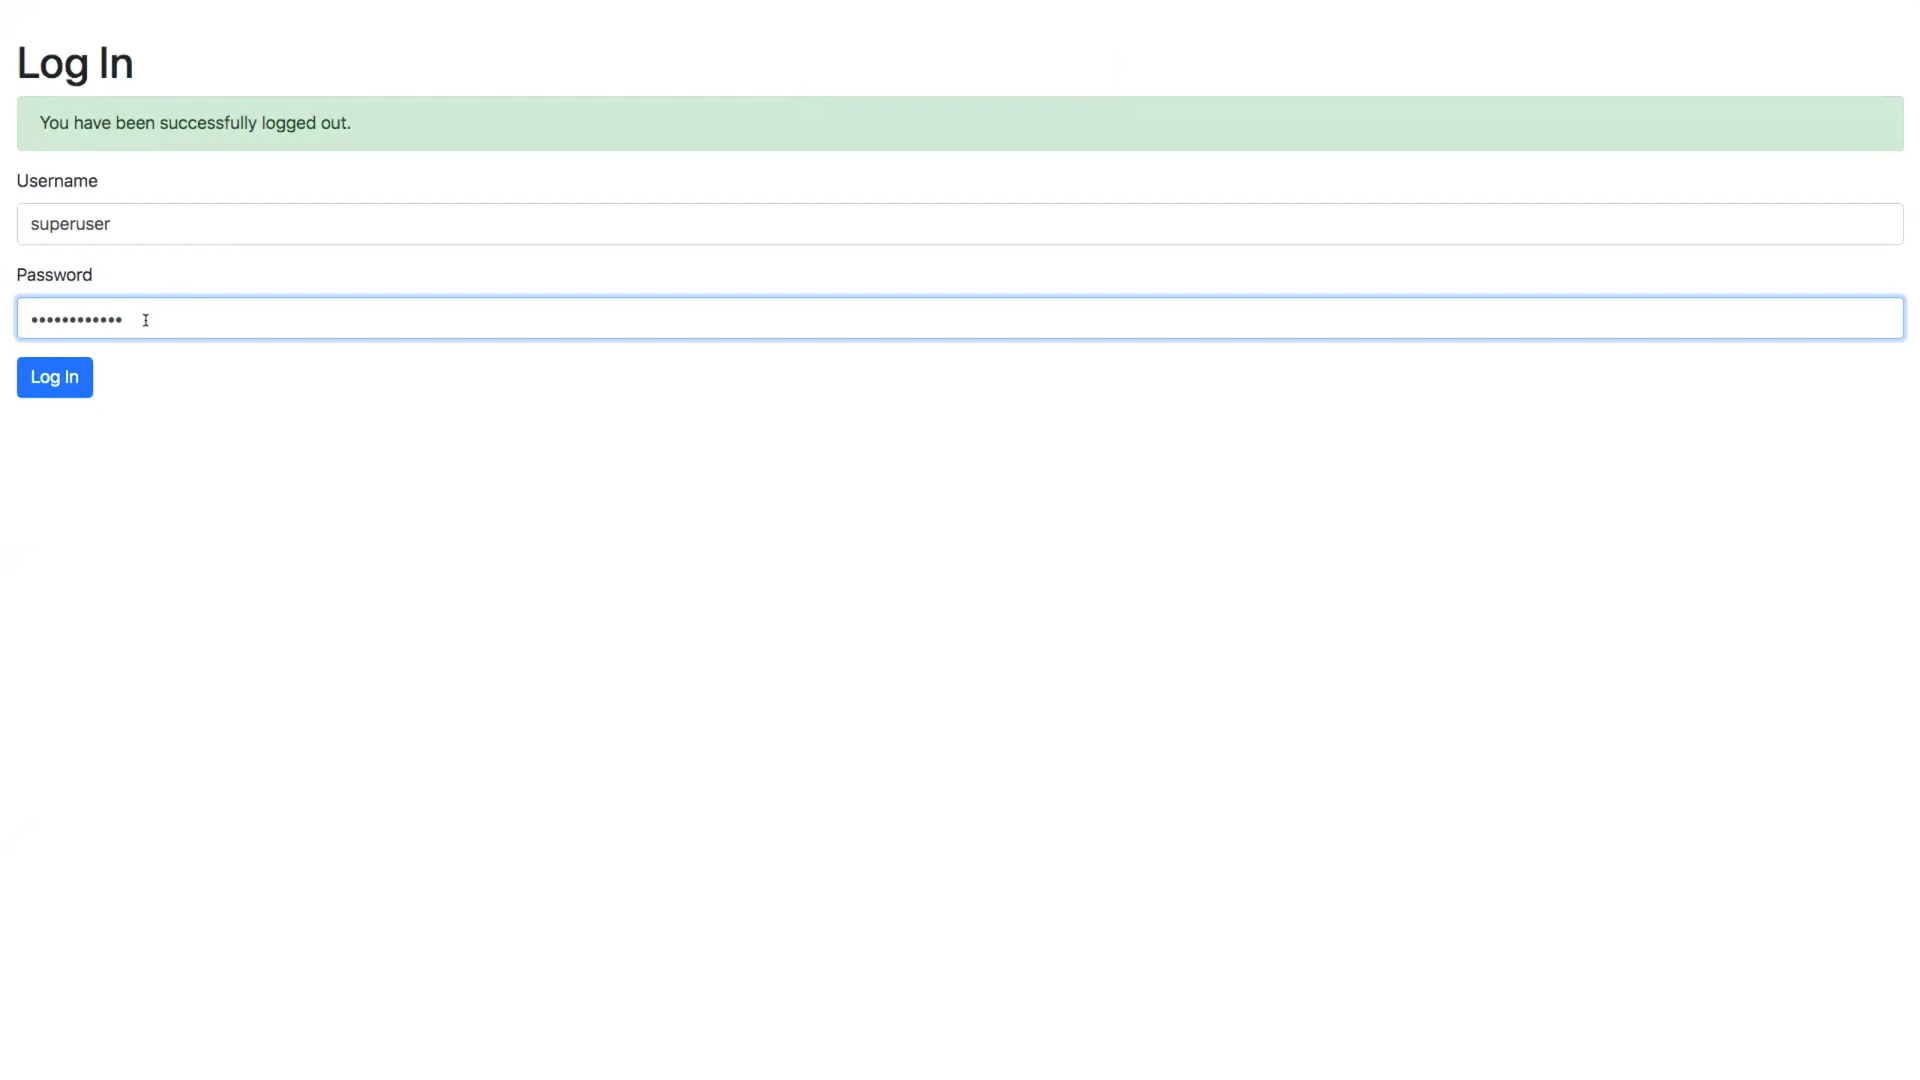 Log In
You have been successfully logged out.
Username
superuser
Password
••••••••••••
Log In